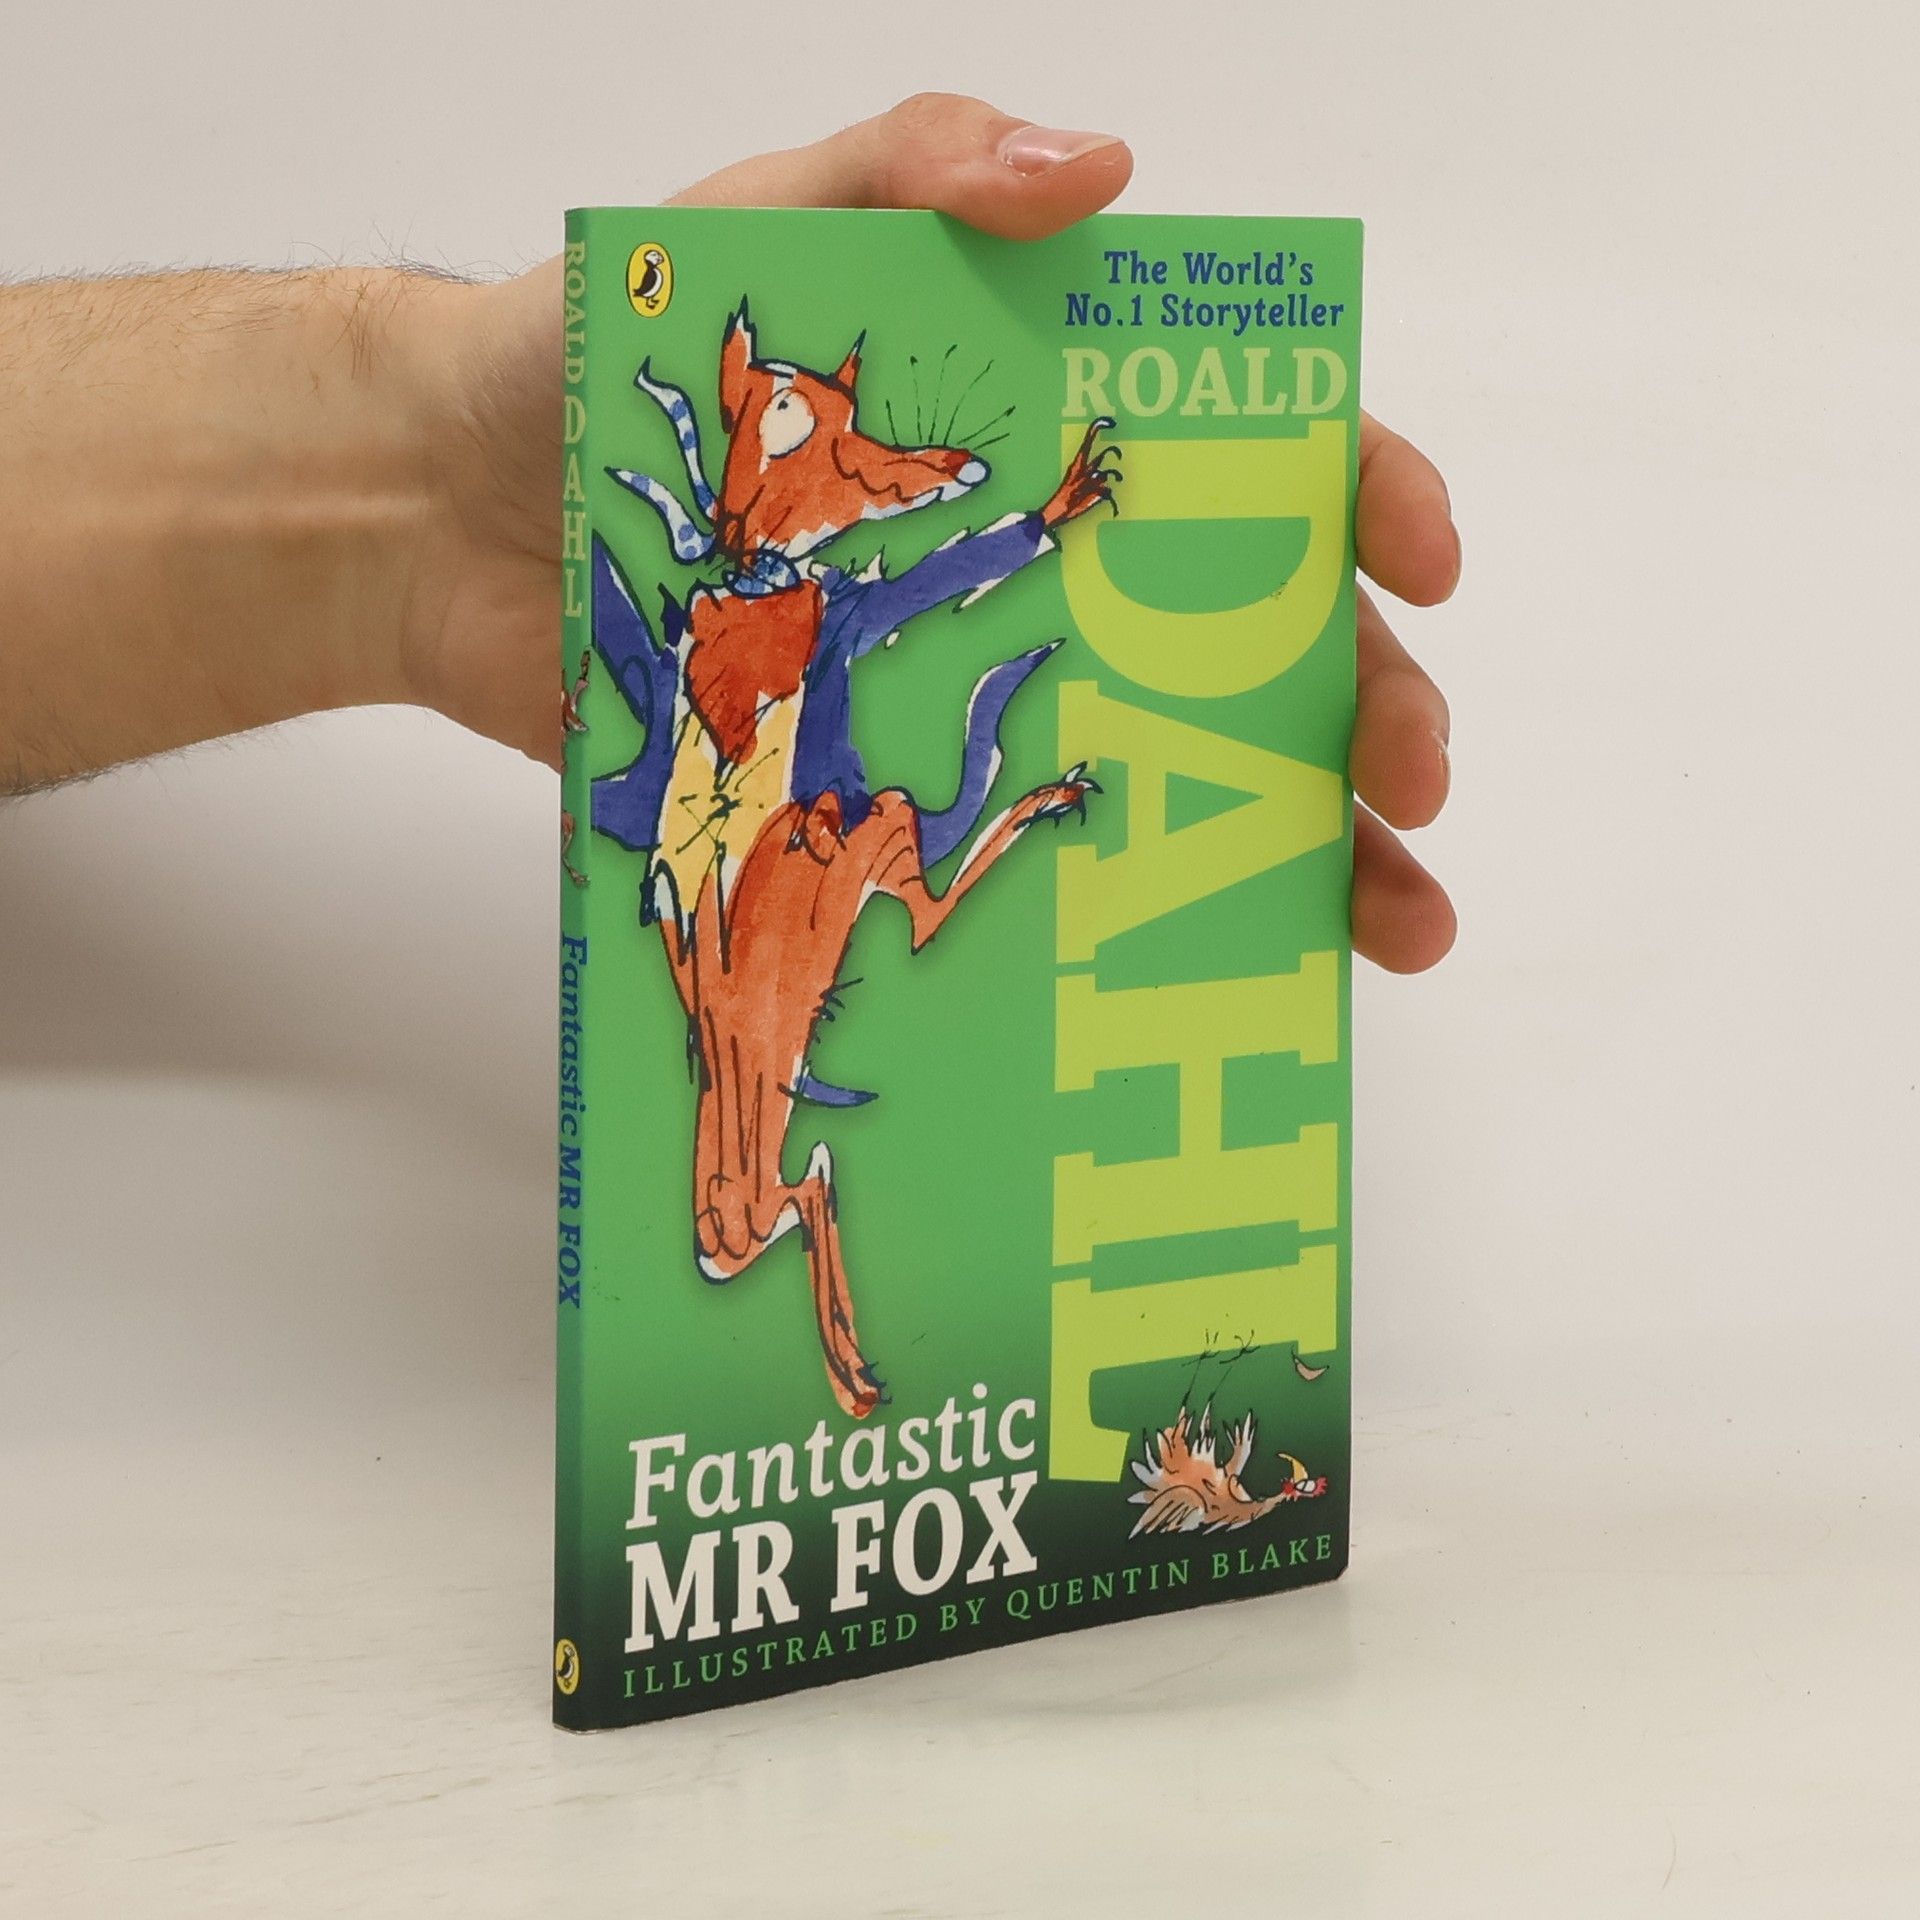 ROALD DAHL Fantastic MR FOX
The World's
No.1 Storyteller
ROALD
DAHL
Fantastic
MR FOX
ILLUSTRATED BY QUENTIN BLAKE